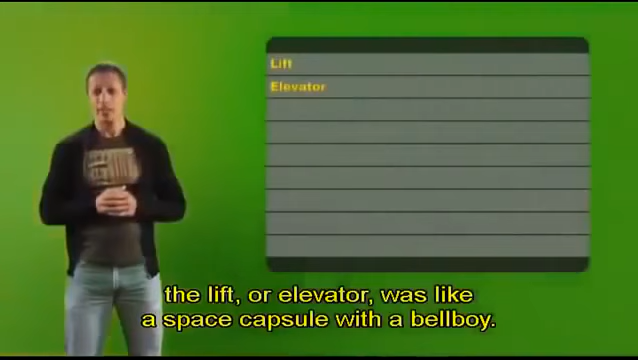 Lift
Elevator
the lift, or elevator, was like
a space capsule with a bellboy.